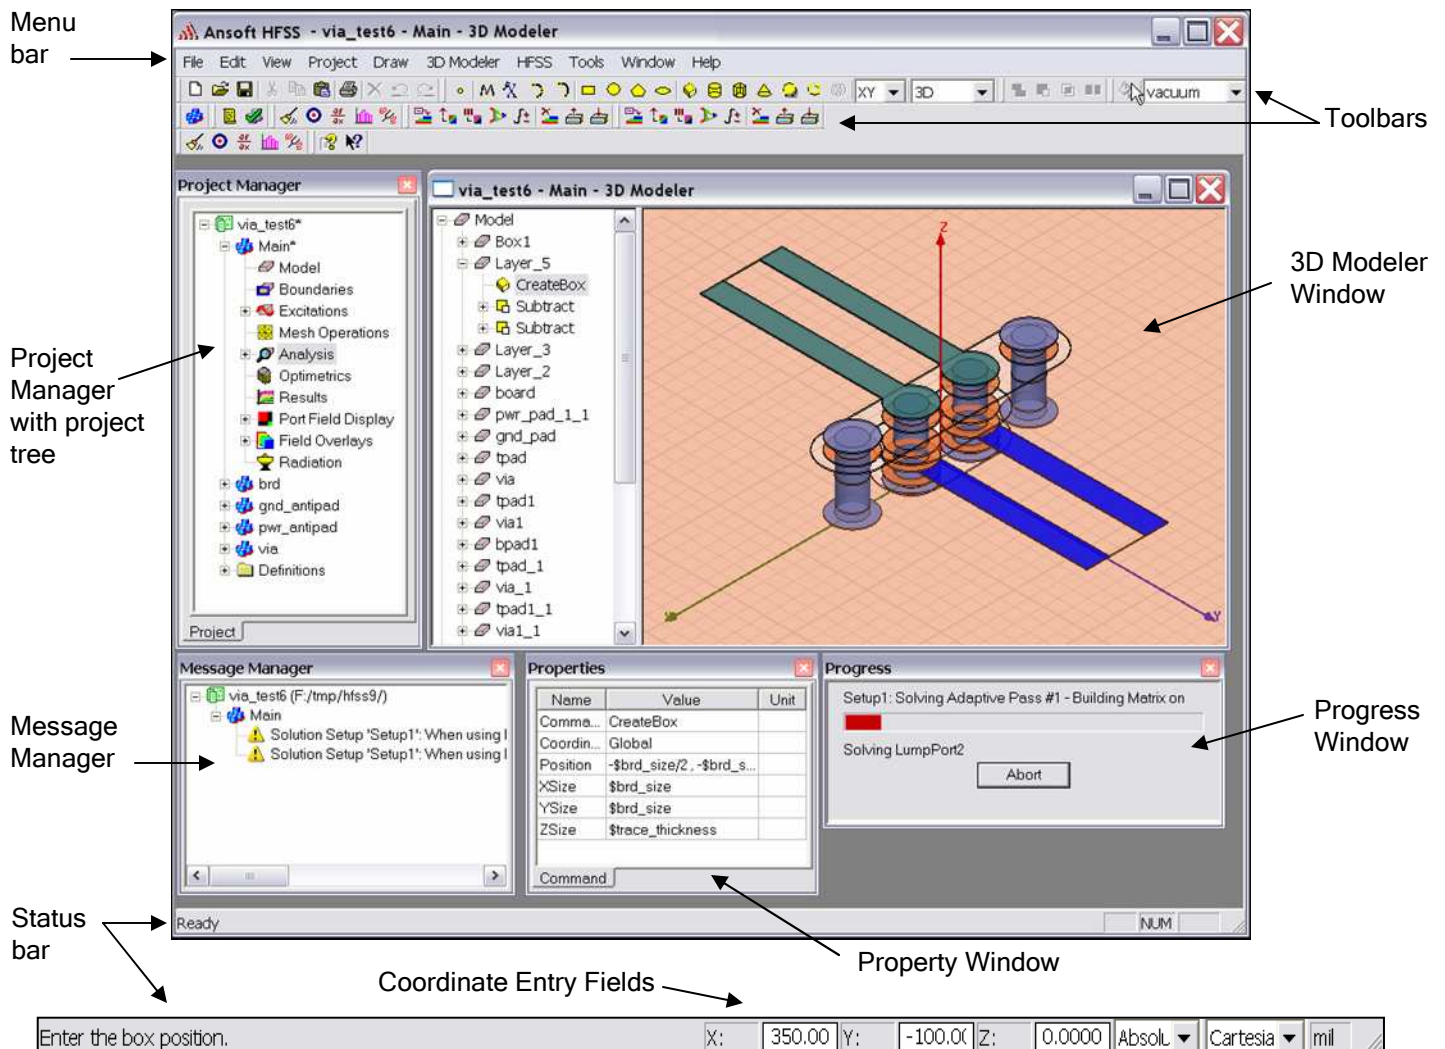 Menu
bar
Ansoft HFSS - via_test6 - Main - 3D Modeler
File Edit View Project Draw 3D Modeler HFSS Tools Window Help
XY 3D vacuum
Toolbars
Project Manager
via_test6*
Main*
Model
Boundaries
Excitations
Mesh Operations
Analysis
Optimetrics
Results
Port Field Display
Field Overlays
Radiation
brd
gnd_antipad
pwr_antipad
via
Definitions
Project
Project
Manager
with project
tree
via_test6 - Main - 3D Modeler
Model
Box1
Layer_5
CreateBox
Subtract
Subtract
Layer_3
Layer_2
board
pwr_pad_1_1
gnd_pad
tpad
via
tpad1
via1
bpad1
tpad_1
via_1
tpad1_1
via1_1
Z
Y
3D Modeler
Window
Message Manager
via_test6 (F:/tmp/hfss9/)
Main
Solution Setup 'Setup1': When using l
Solution Setup 'Setup1': When using l
Message
Manager
Properties
Name Value Unit
Comma... CreateBox
Coordin... Global
Position -$brd_size/2 , -$brd_s...
XSize $brd_size
YSize $brd_size
ZSize $trace_thickness
Command
Progress
Setup1: Solving Adaptive Pass #1 - Building Matrix on
Solving LumpPort2
Abort
Progress
Window
Status
bar
Ready
NUM
Property Window
Coordinate Entry Fields
Enter the box position. X: 350.00 Y: -100.0( Z: 0.0000 Absolu Cartesia mil